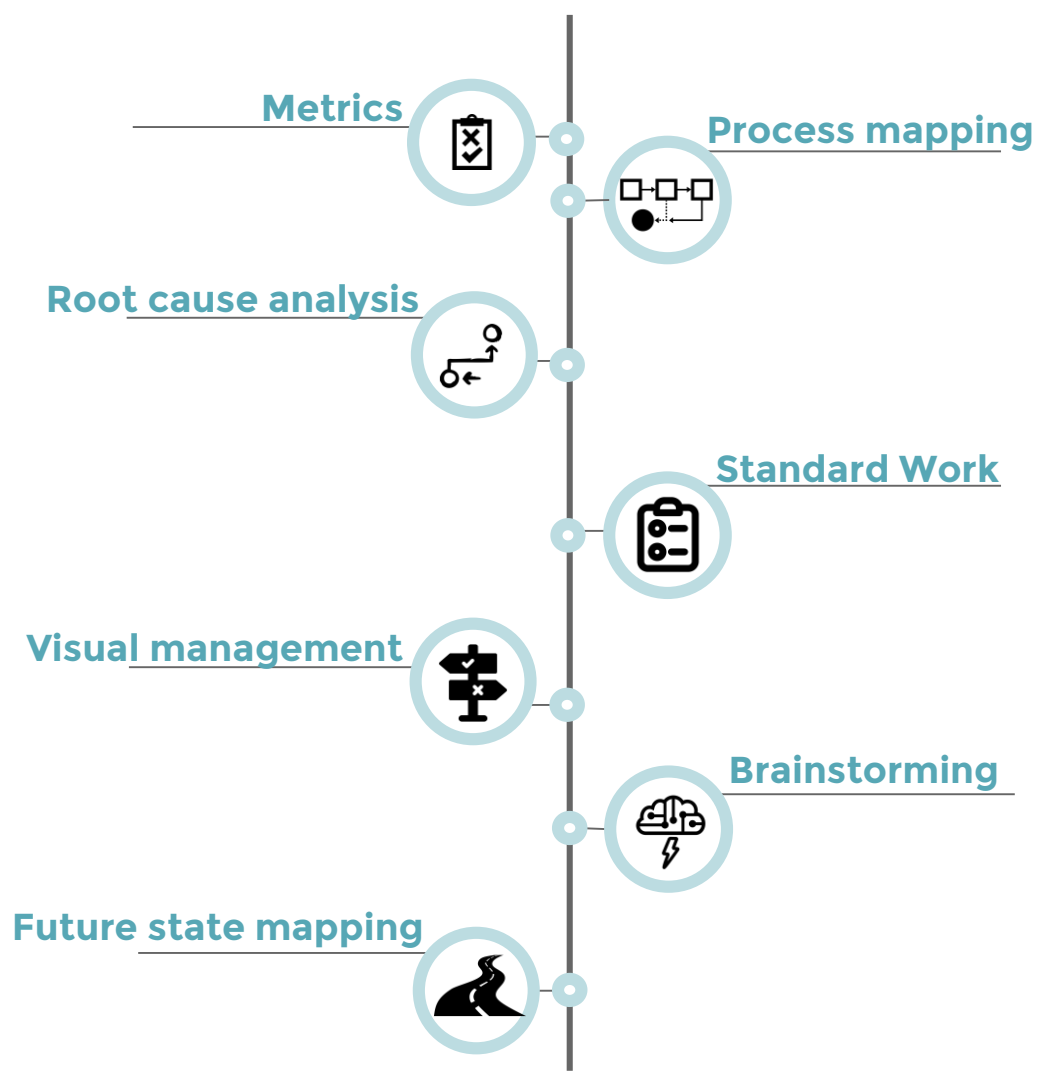 Metrics
Process mapping
Root cause analysis
Standard Work
Visual management
Brainstorming
Future state mapping